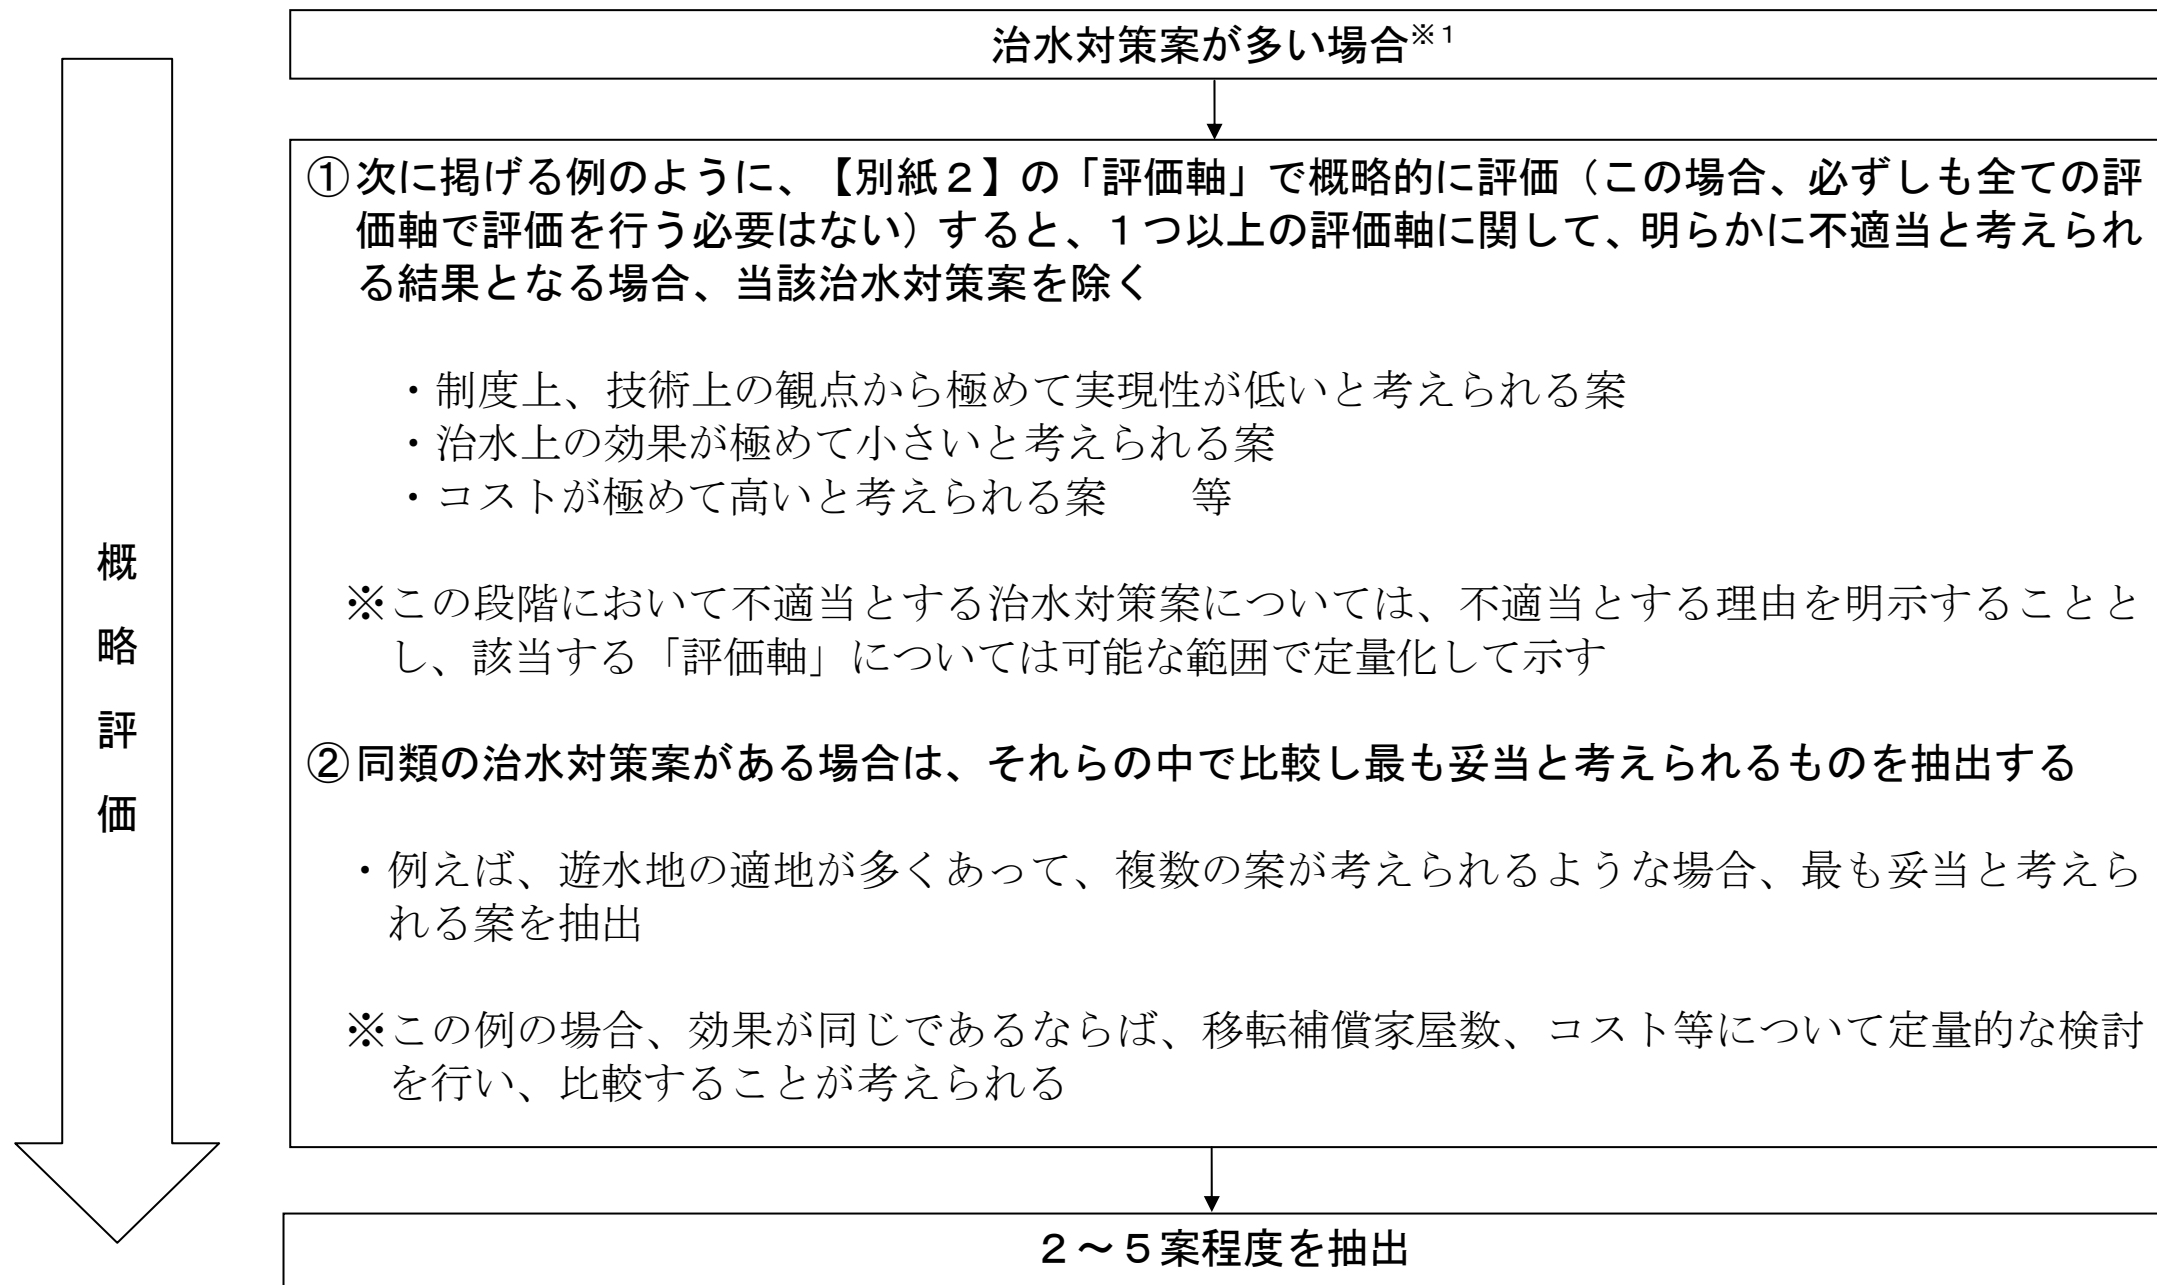 治水対策案が多い場合※1
①次に掲げる例のように、【別紙２】の「評価軸」で概略的に評価（この場合、必ずしも全ての評
価軸で評価を行う必要はない）すると、１つ以上の評価軸に関して、明らかに不適当と考えられ
る結果となる場合、当該治水対策案を除く
・制度上、技術上の観点から極めて実現性が低いと考えられる案
・治水上の効果が極めて小さいと考えられる案
・コストが極めて高いと考えられる案　　等
※この段階において不適当とする治水対策案については、不適当とする理由を明示することと
し、該当する「評価軸」については可能な範囲で定量化して示す
②同類の治水対策案がある場合は、それらの中で比較し最も妥当と考えられるものを抽出する
・例えば、遊水地の適地が多くあって、複数の案が考えられるような場合、最も妥当と考えら
れる案を抽出
※この例の場合、効果が同じであるならば、移転補償家屋数、コスト等について定量的な検討
を行い、比較することが考えられる
２～５案程度を抽出
概略評価